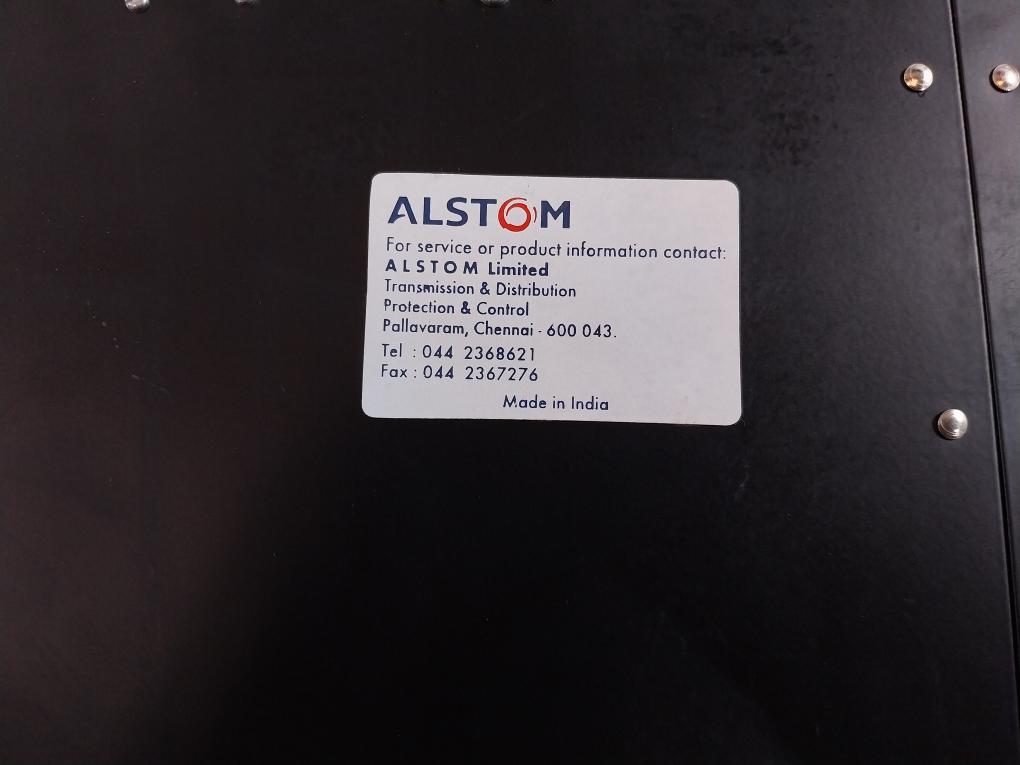 ALSTOM
For service or product information contact:
ALSTOM Limited
Transmission & Distribution
Protection & Control
Pallavaram, Chennai - 600 043.
Tel : 044 2368621
Fax : 044 2367276
Made in India